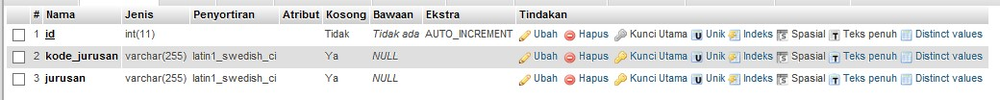 # Nama Jenis Penyortiran Atribut Kosong Bawaan Ekstra Tindakan
1 id int(11) Tidak Tidak ada AUTO_INCREMENT Ubah Hapus Kunci Utama Unik Indeks Spasial Teks penuh Distinct values
2 kode_jurusan varchar(255) latin1_swedish_ci Ya NULL Ubah Hapus Kunci Utama Unik Indeks Spasial Teks penuh Distinct values
3 jurusan varchar(255) latin1_swedish_ci Ya NULL Ubah Hapus Kunci Utama Unik Indeks Spasial Teks penuh Distinct values